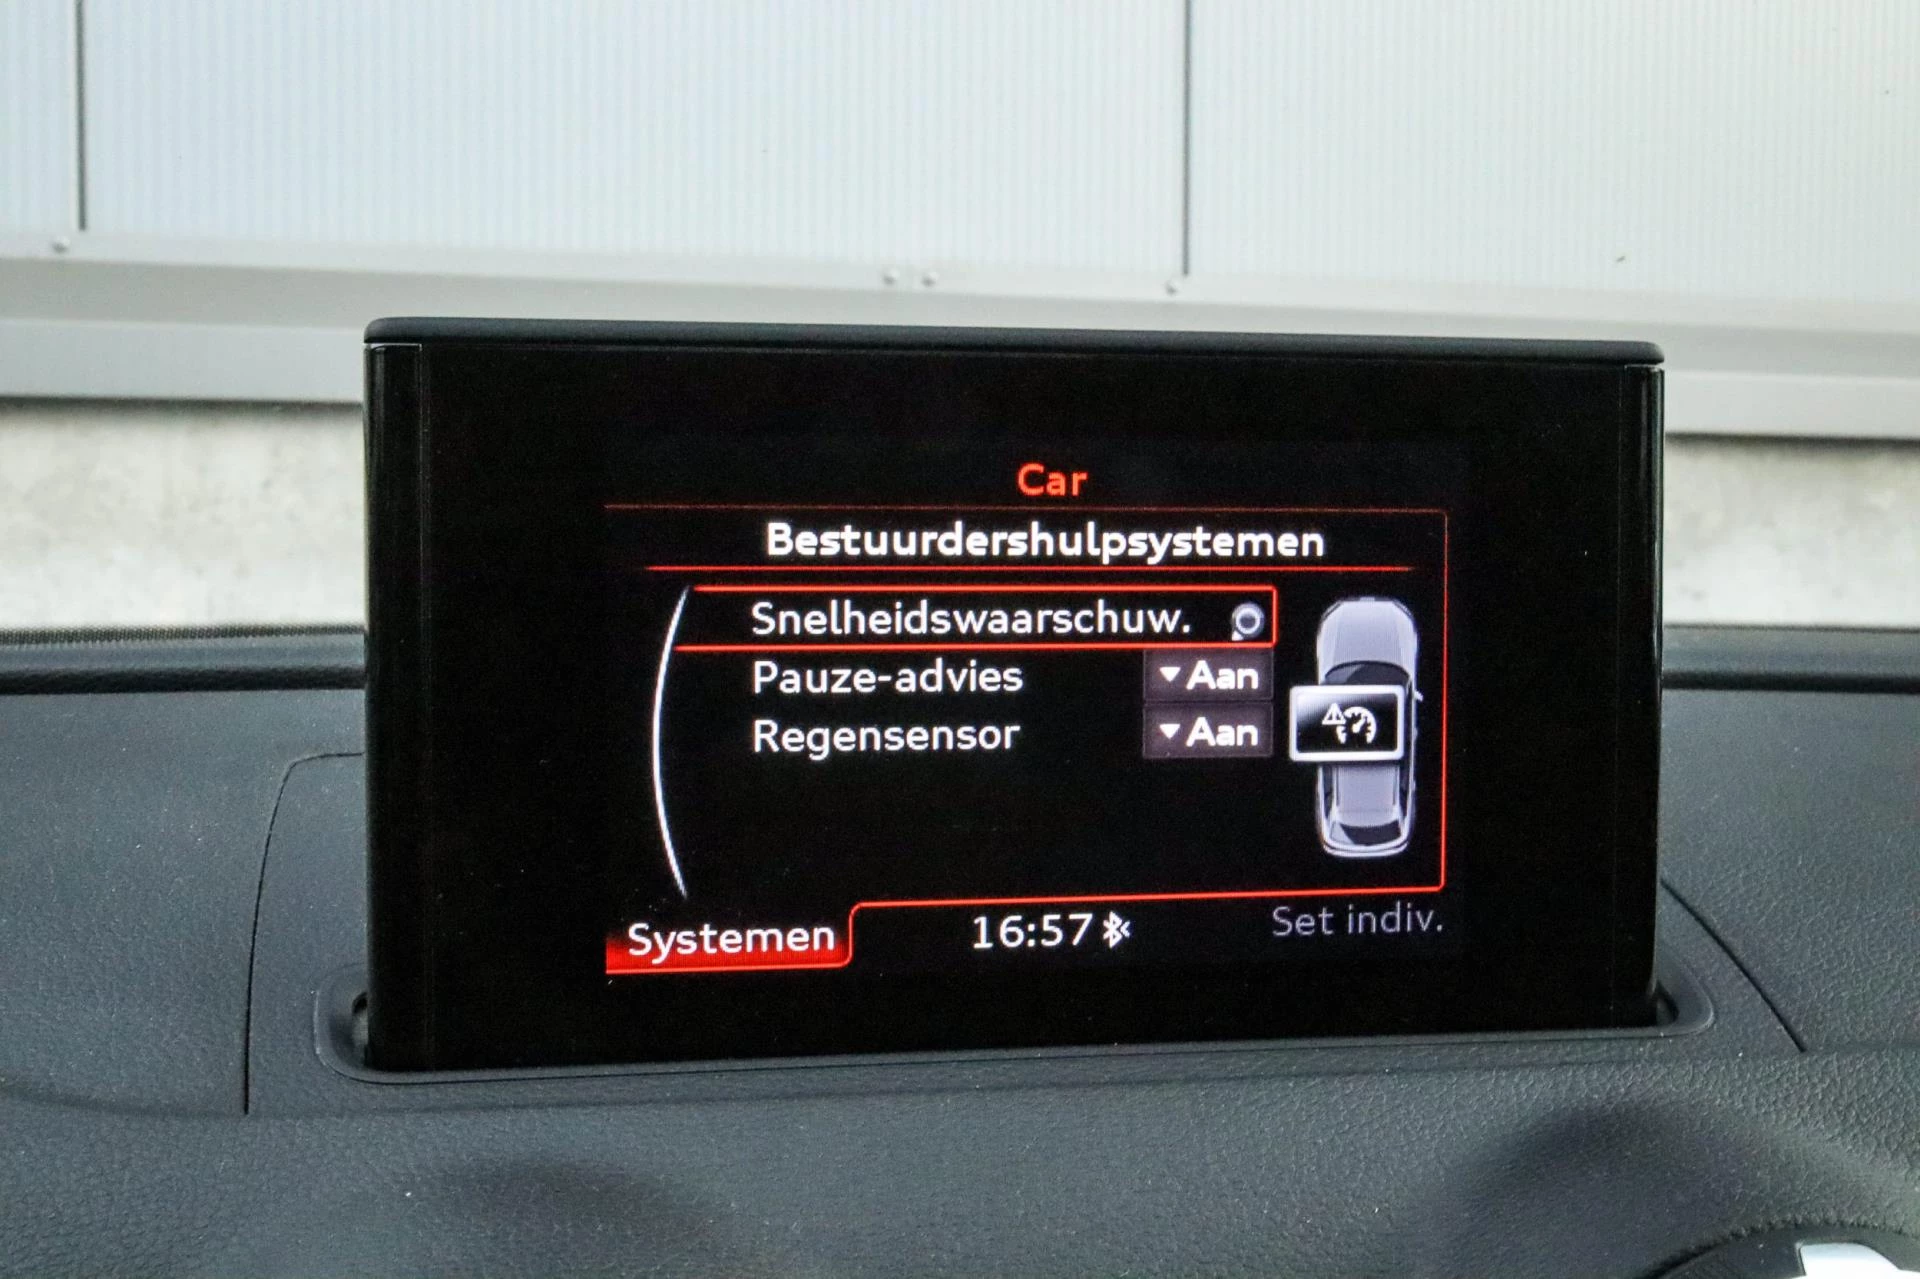 Car
Bestuurdershulpsystemen
Snelheidswaarschuw.
Pauze-advies Aan
Regensensor Aan
Systemen 16:57 Set indiv.